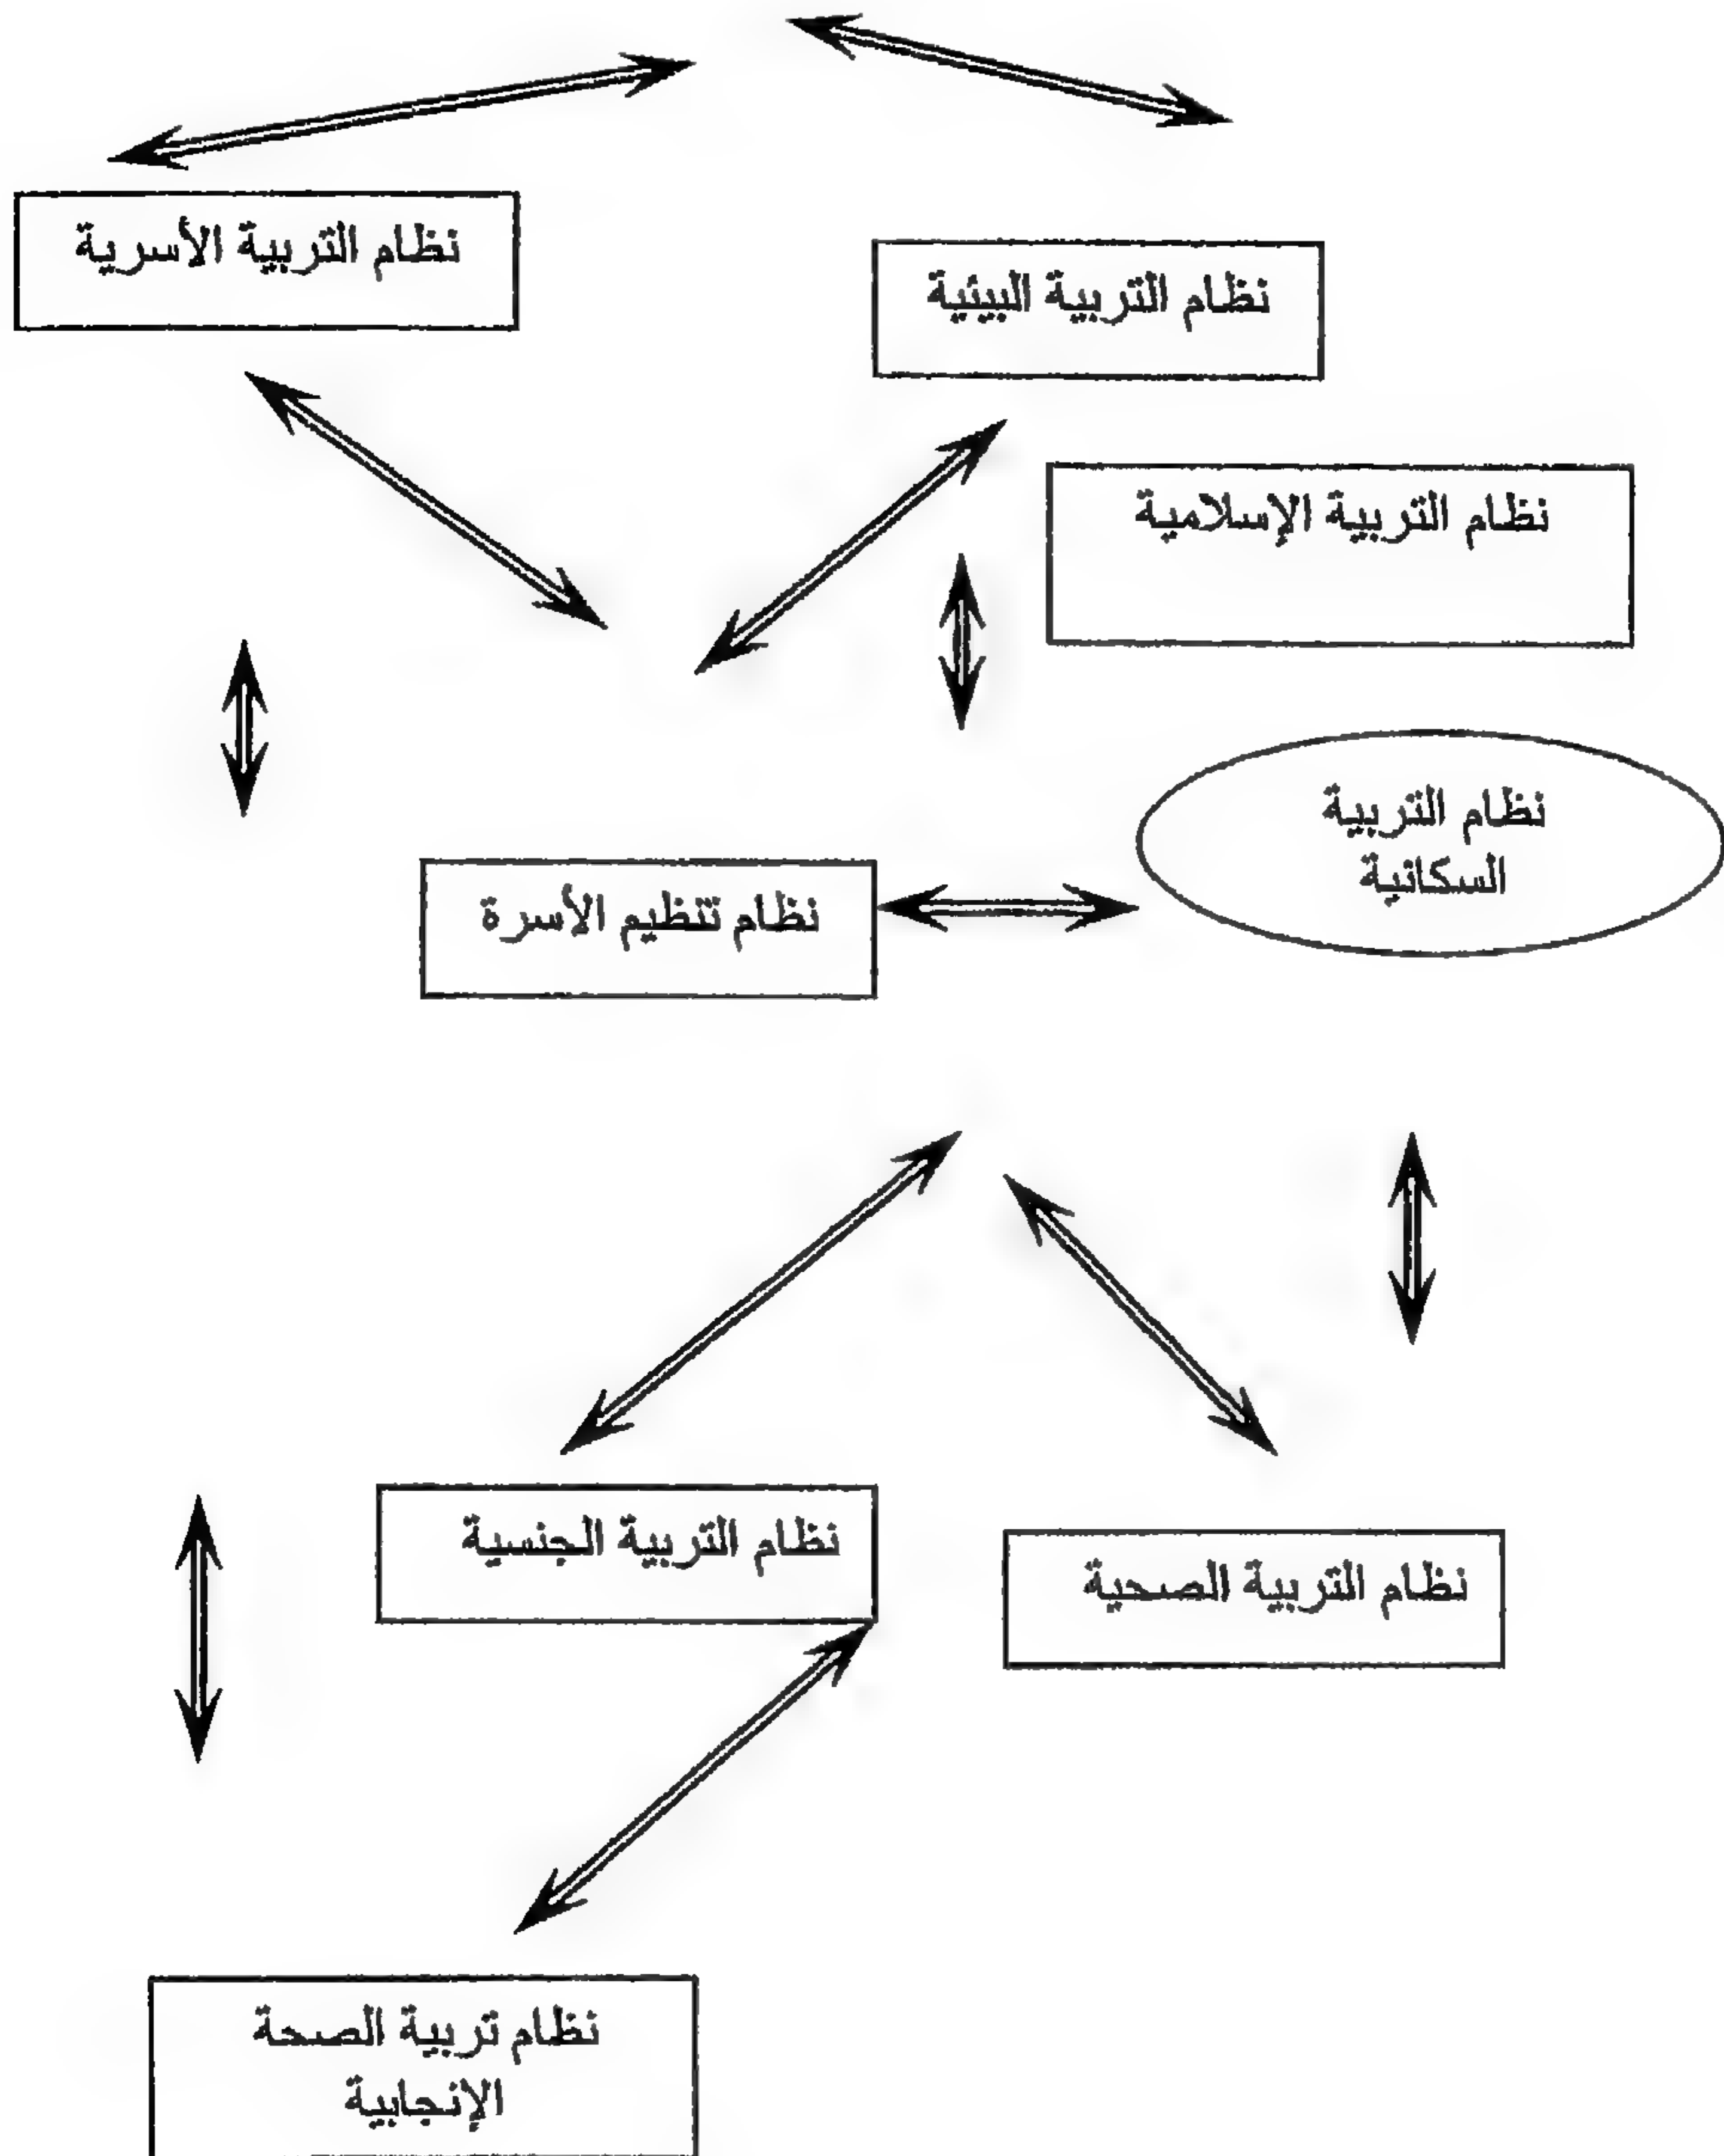 نظام التربية الأسرية
نظام التربية البيئية
نظام التربية الإسلامية
نظام التربية
السكانية
نظام تنظيم الأسرة
نظام التربية الجنسية
نظام التربية الصحية
نظام تربية الصحة
الإنجابية